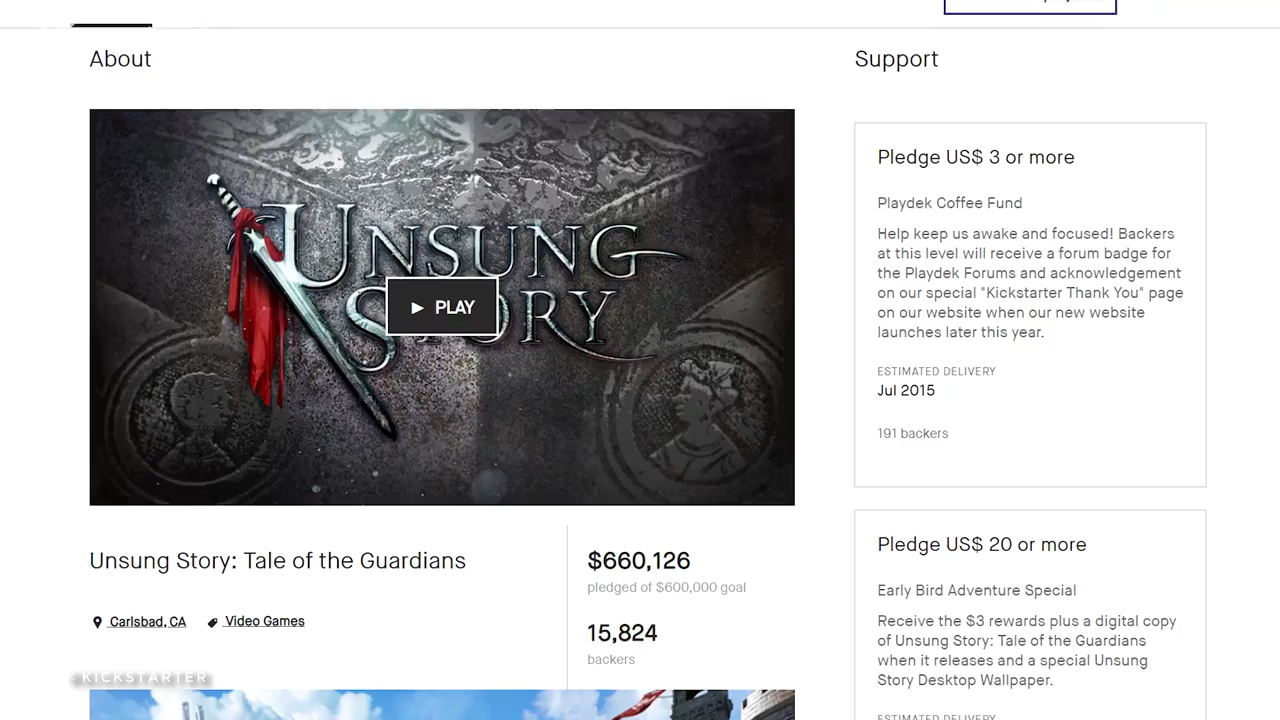 About
Support
UNSUNG
STORY
PLAY
Unsung Story: Tale of the Guardians
Carlsbad, CA
Video Games
$660,126
pledged of $600,000 goal
15,824
backers
KICKSTARTER
Pledge US$ 3 or more
Playdek Coffee Fund
Help keep us awake and focused! Backers
at this level will receive a forum badge for
the Playdek Forums and acknowledgement
on our special "Kickstarter Thank You" page
on our website when our new website
launches later this year.
ESTIMATED DELIVERY
Jul 2015
191 backers
Pledge US$ 20 or more
Early Bird Adventure Special
Receive the $3 rewards plus a digital copy
of Unsung Story: Tale of the Guardians
when it releases and a special Unsung
Story Desktop Wallpaper.
ESTIMATED DELIVERY